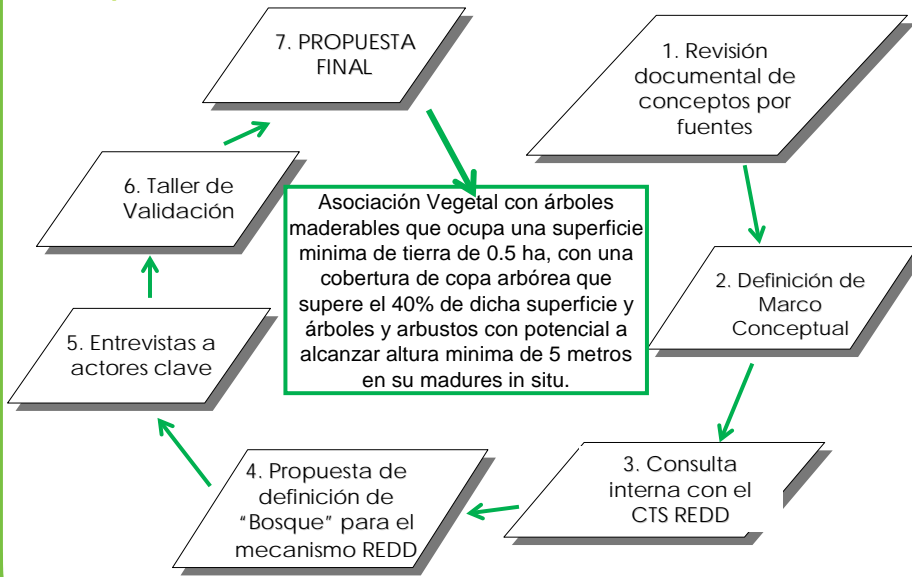 1. Revisión
documental de
conceptos por
fuentes
2. Definición de
Marco
Conceptual
3. Consulta
interna con el
CTS REDD
4. Propuesta de
definición de
"Bosque" para el
mecanismo REDD
5. Entrevistas a
actores clave
6. Taller de
Validación
7. PROPUESTA
FINAL
Asociación Vegetal con árboles
maderables que ocupa una superficie
minima de tierra de 0.5 ha, con una
cobertura de copa arbórea que
supere el 40% de dicha superficie y
árboles y arbustos con potencial a
alcanzar altura minima de 5 metros
en su madures in situ.